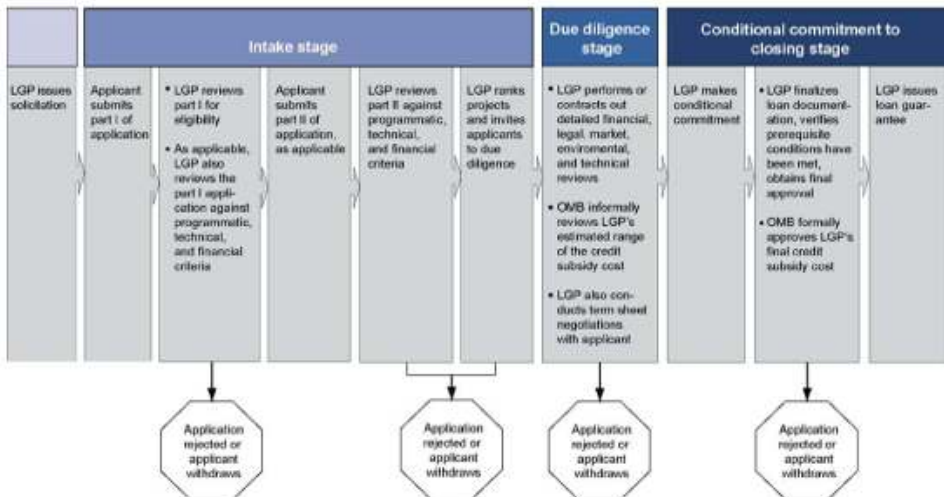 Intake stage
Due diligence
stage
Conditional commitment to
closing stage
LGP issues
solicitation
Applicant
submits
part I of
application
• LGP reviews
part I for
eligibility
• As applicable,
LGP also
reviews the
part I applic-
ation against
programmatic,
technical,
and financial
criteria
Applicant
submits
part II of
application,
as applicable
LGP reviews
part II against
programmatic,
technical,
and financial
criteria
LGP ranks
projects
and invites
applicants
to due
diligence
• LGP performs or
contracts out
detailed financial,
legal, market,
enviromental,
and technical
reviews
• OMB informally
reviews LGP's
estimated range
of the credit
subsidy cost
• LGP also con-
ducts term sheet
negotiations
with applicant
LGP makes
conditional
commitment
• LGP finalizes
loan document-
ation, verifies
prerequisite
conditions have
been met,
obtains final
approval
• OMB formally
approves LGP's
final credit
subsidy cost
LGP issues
loan guar-
antee
Application
rejected or
applicant
withdraws
Application
rejected or
applicant
withdraws
Application
rejected or
applicant
withdraws
Application
rejected or
applicant
withdraws